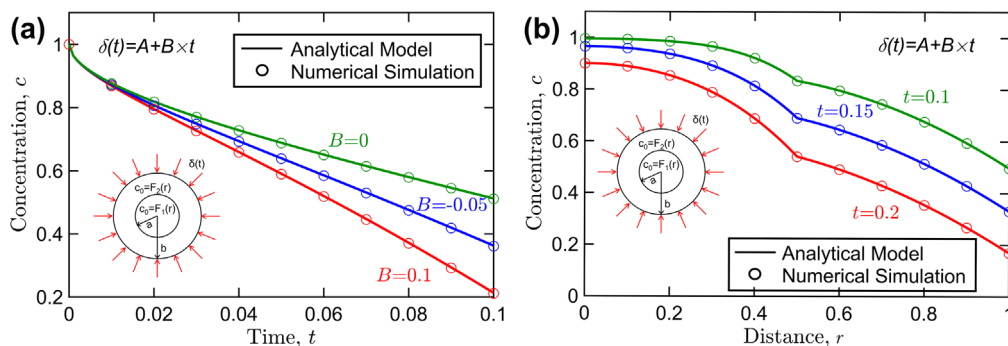 (a)
δ(t)=A+B×t
Analytical Model
Numerical Simulation
B=0
B=-0.05
B=0.1
δ(t)
c₀=F₂(r)
c₀=F₁(r)
a
b
Concentration, c
1
0.8
0.6
0.4
0.2
0
0.02
0.04
0.06
0.08
0.1
Time, t
(b)
δ(t)=A+B×t
t=0.1
t=0.15
t=0.2
δ(t)
c₀=F₂(r)
c₀=F₁(r)
a
b
Analytical Model
Numerical Simulation
Concentration, c
1
0.8
0.6
0.4
0.2
0
0
0.2
0.4
0.6
0.8
1
Distance, r